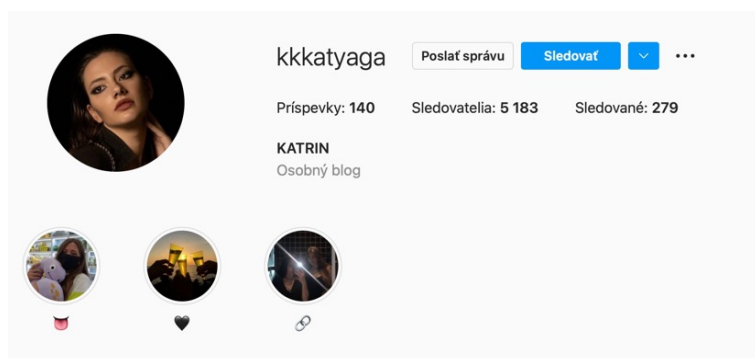 kkkatyaga Poslať správu Sledovať
Príspevky: 140 Sledovatelia: 5 183 Sledované: 279
KATRIN
Osobný blog